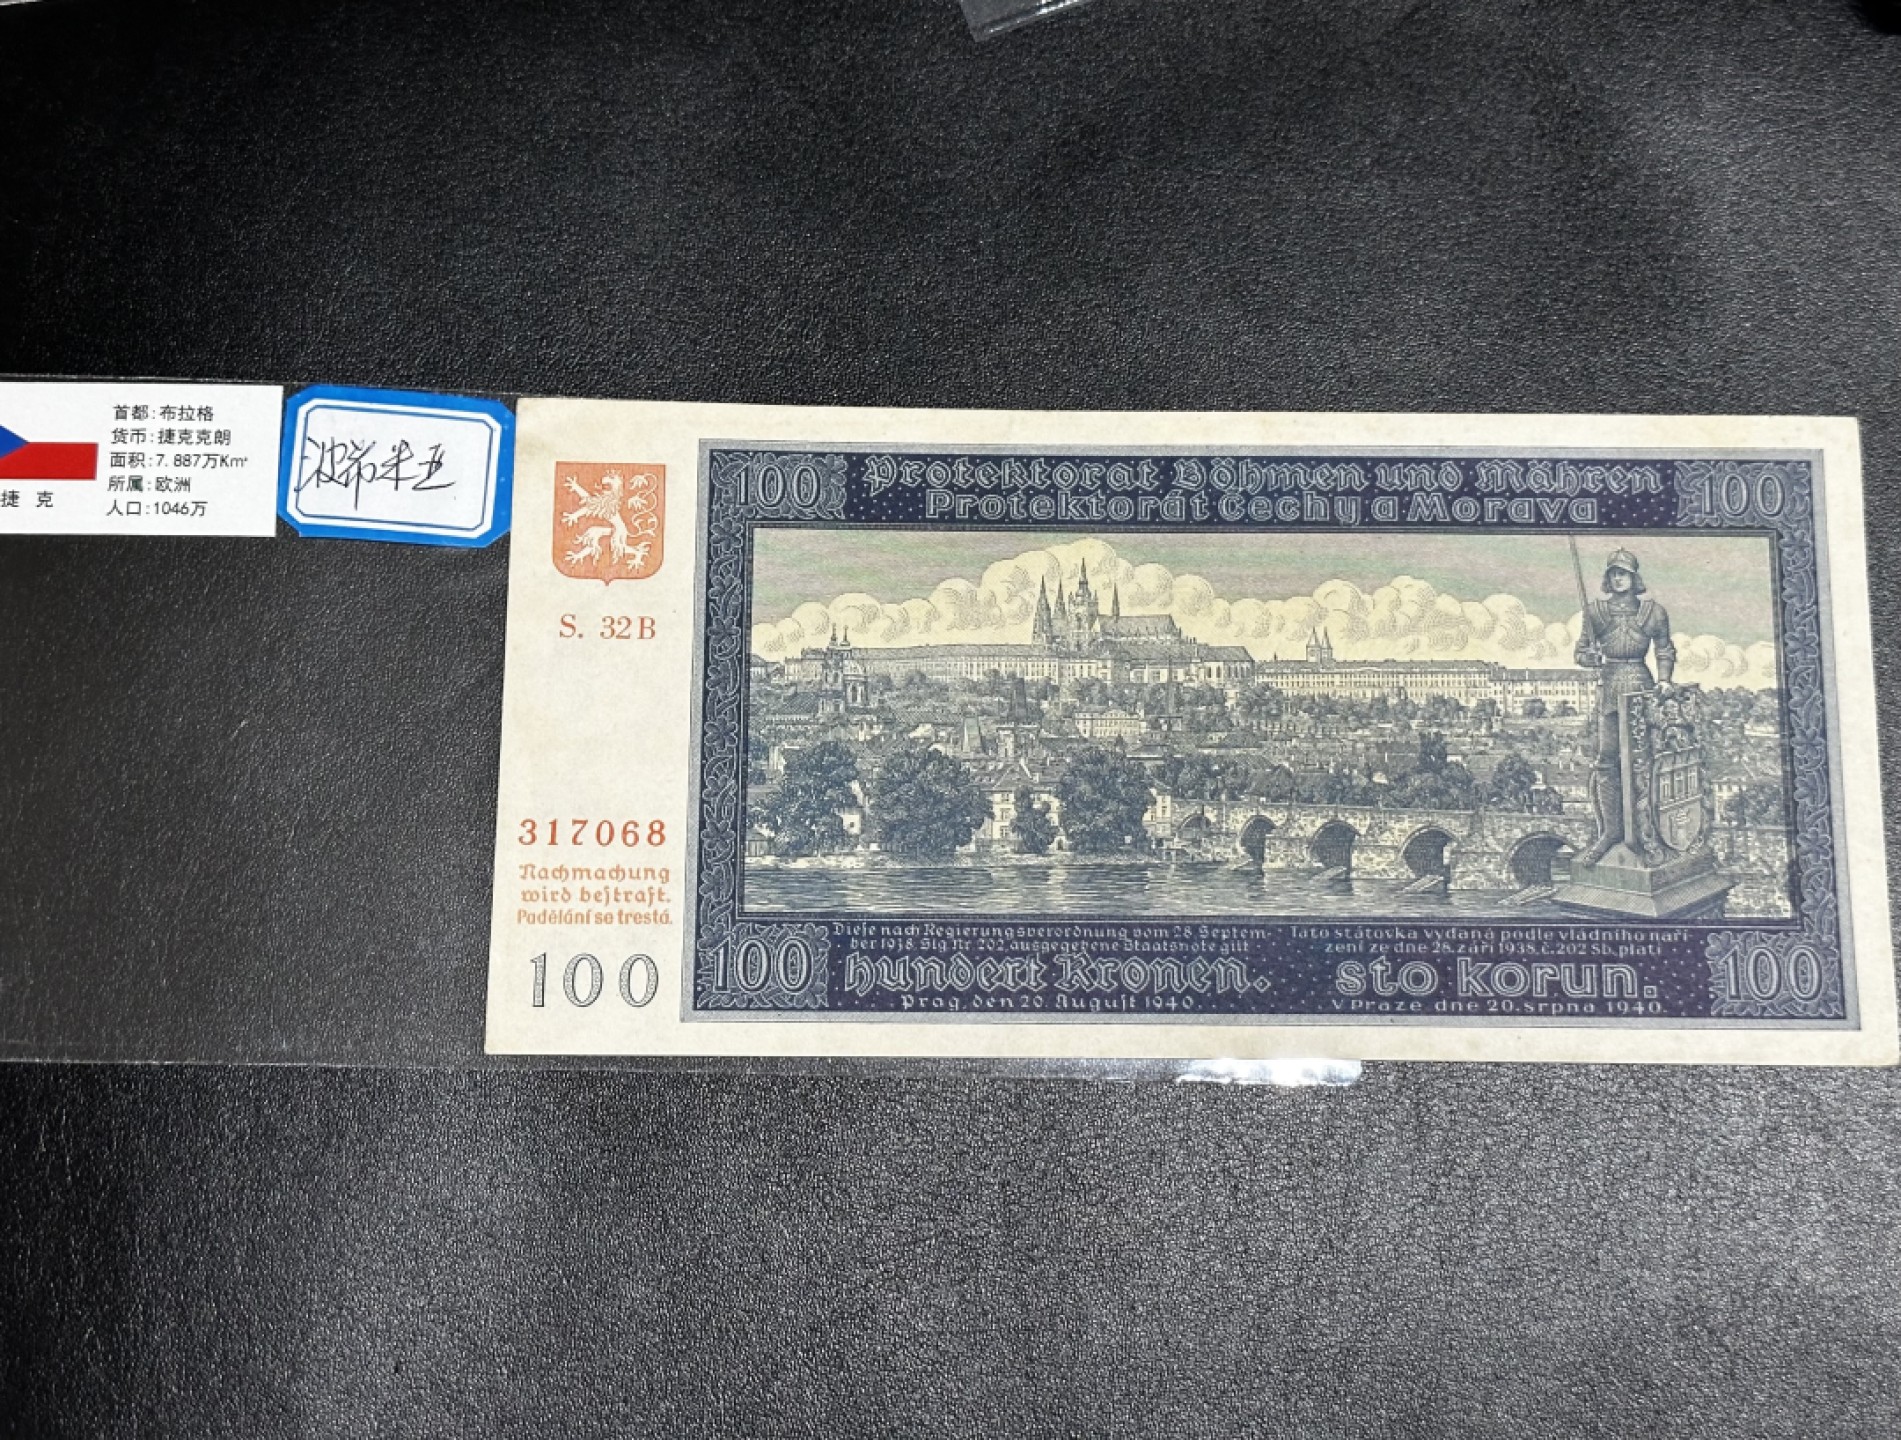 首都:布拉格
货币:捷克克朗
面积:7.887万Km²
所属:欧洲
人口:1046万
捷 克
波希米亚
S. 32B
317068
Nachmachung
wird bestraft.
Padělání se trestá.
100
100
Protektorat Böhmen und Mähren
Protektorát Čechy a Morava
100
Diese nach Regierungsverordnung vom 28. Septem-
ber 1938. Slg. Nr. 202, ausgegebene Staatsnote gilt
Tato státovka vydaná podle vládního naří-
zení ze dne 28. září 1938. č. 202 Sb. platí
100
hundert Kronen.
sto korun.
100
Prag, den 20. August 1940.
V Praze dne 20. srpna 1940.